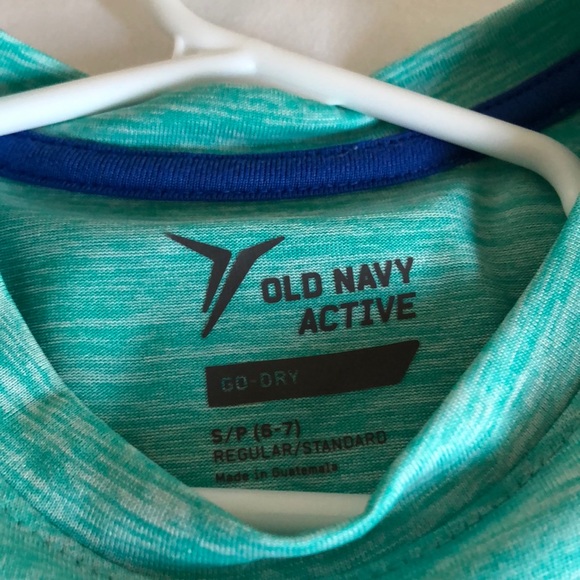 OLD NAVY
ACTIVE
GO-DRY
S/P (6-7)
REGULAR/STANDARD
Made in Guatemala